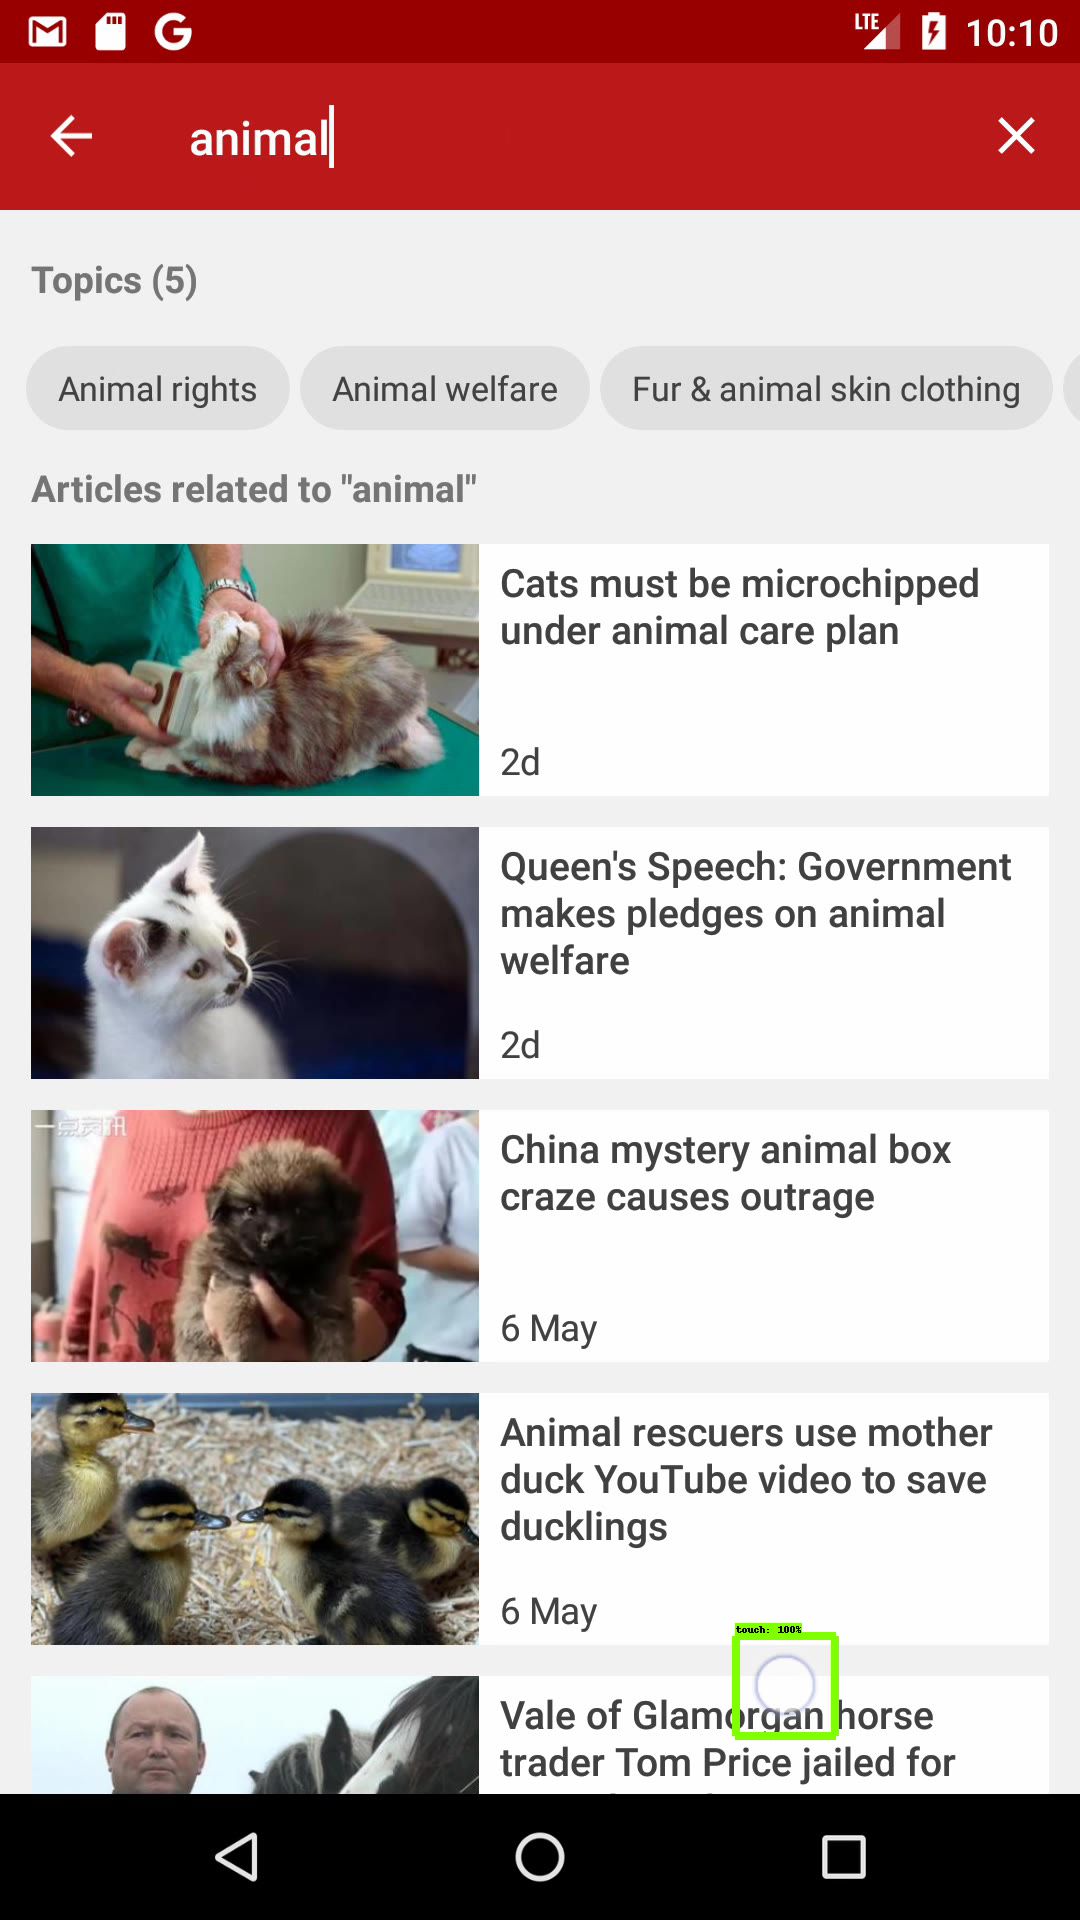 LTE 10:10
animal
Topics (5)
Animal rights
Animal welfare
Fur & animal skin clothing
Articles related to "animal"
Cats must be microchipped
under animal care plan
2d
Queen's Speech: Government
makes pledges on animal
welfare
2d
一点资讯
China mystery animal box
craze causes outrage
6 May
Animal rescuers use mother
duck YouTube video to save
ducklings
6 May
touch: 100%
Vale of Glamorgan horse
trader Tom Price jailed for